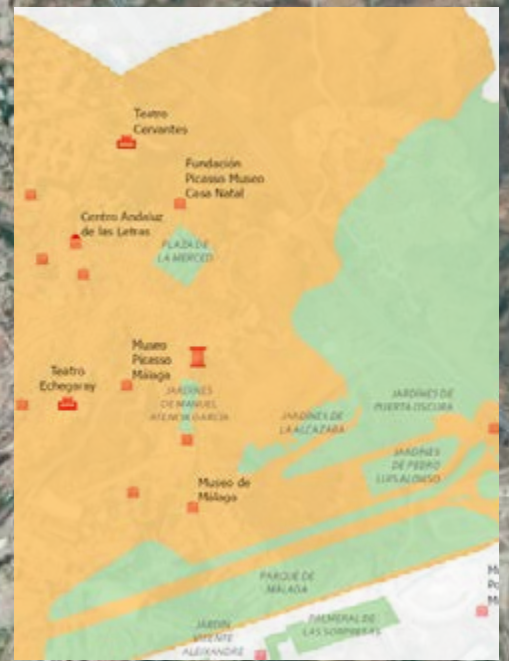 Teatro
Cervantes
Fundación
Picasso Museo
Casa Natal
Centro Andaluz
de las Letras
PLAZA DE
LA MERCED
Museo
Picasso
Málaga
Teatro
Echegaray
JARDINES
DE MANUEL
ATENCIA GARCÍA
JARDINES DE
LA ALCAZABA
JARDINES DE
PUERTA OSCURA
JARDINES
DE PEDRO
LUIS ALONSO
Museo de
Málaga
PARQUE DE
MÁLAGA
PALMERAL DE
LAS SORPRESAS
JARDÍN
VICENTE
ALEIXANDRE